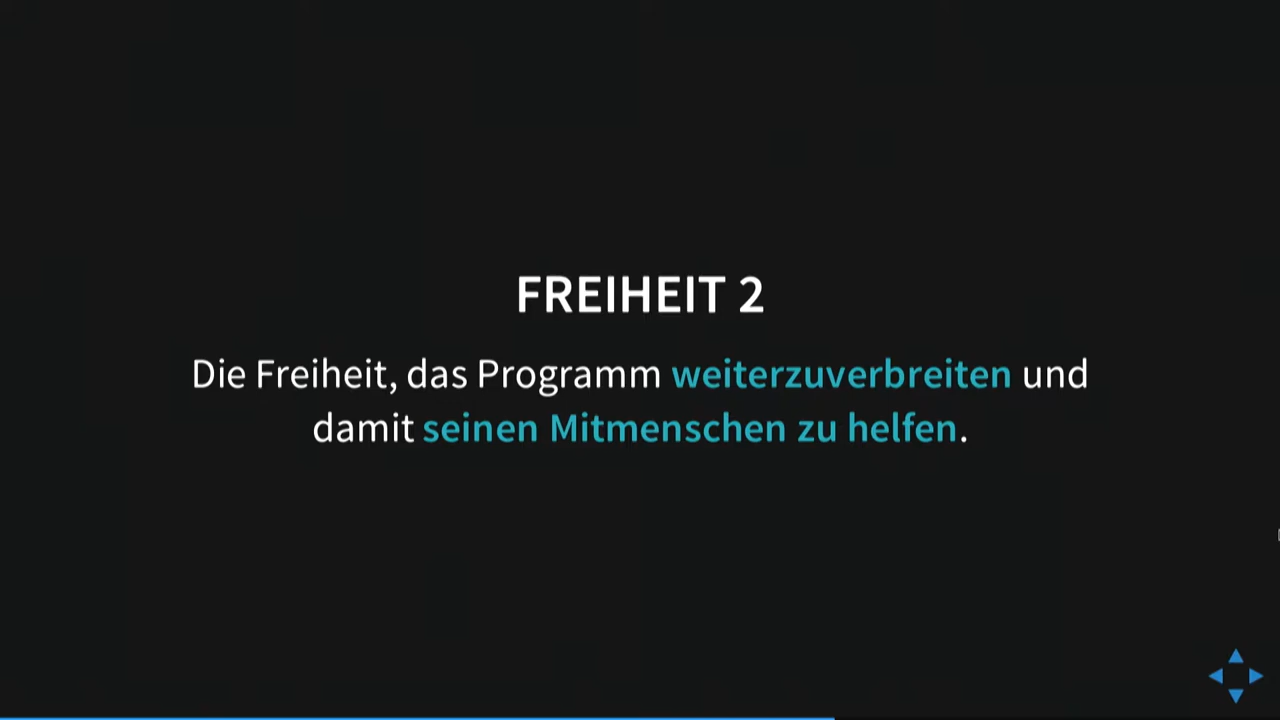 FREIHEIT 2
Die Freiheit, das Programm weiterzuverbreiten und
damit seinen Mitmenschen zu helfen.